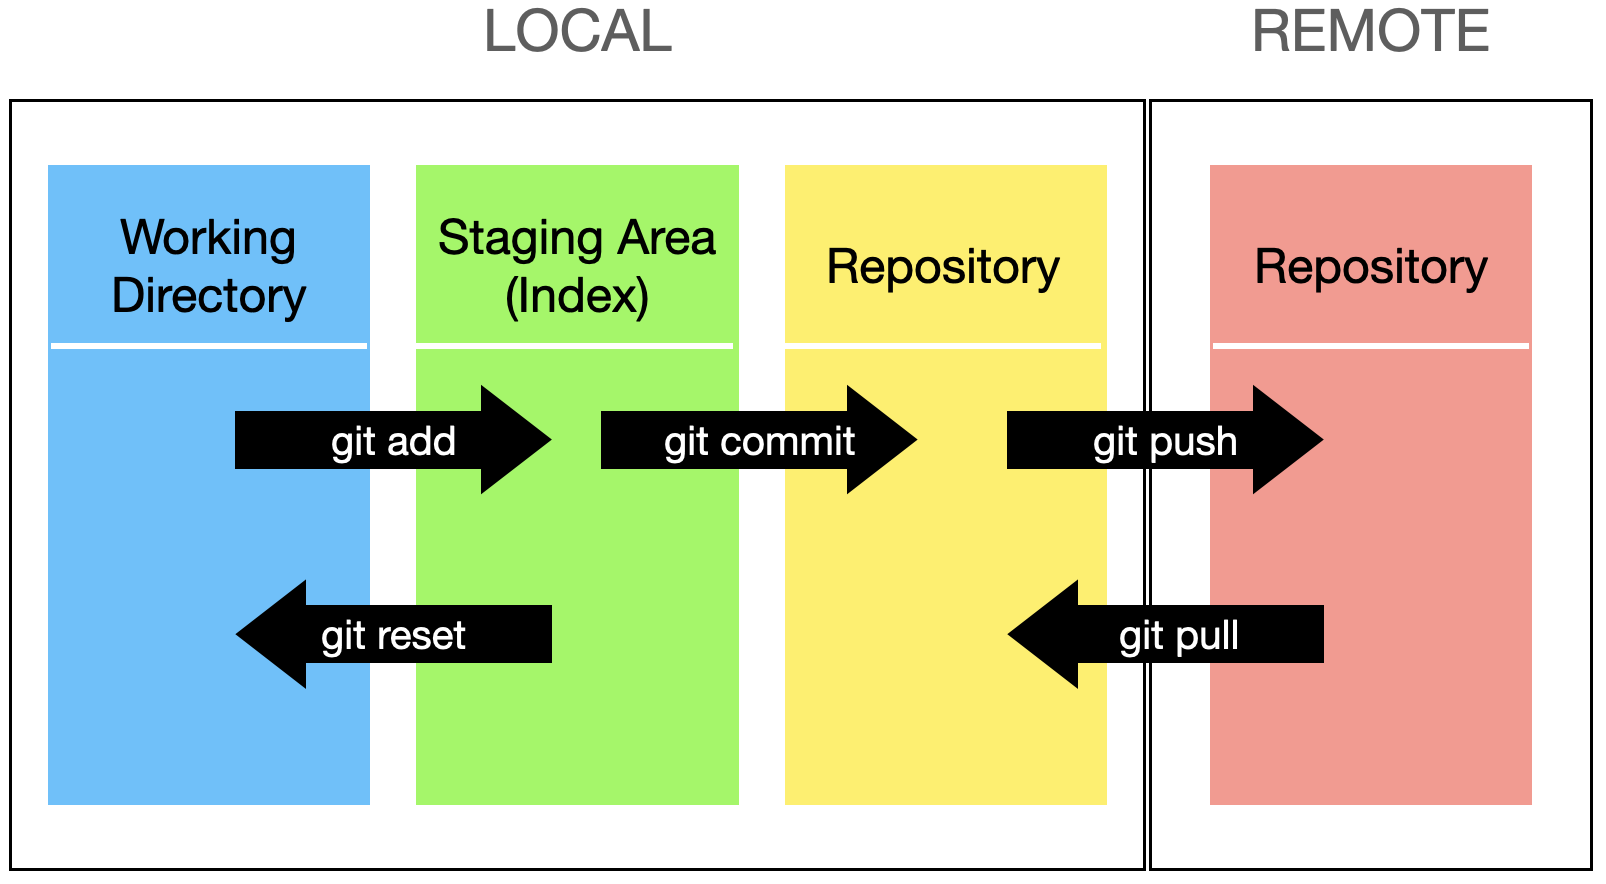 LOCAL
REMOTE
Working
Directory
Staging Area
(Index)
Repository
Repository
git add
git commit
git push
git reset
git pull